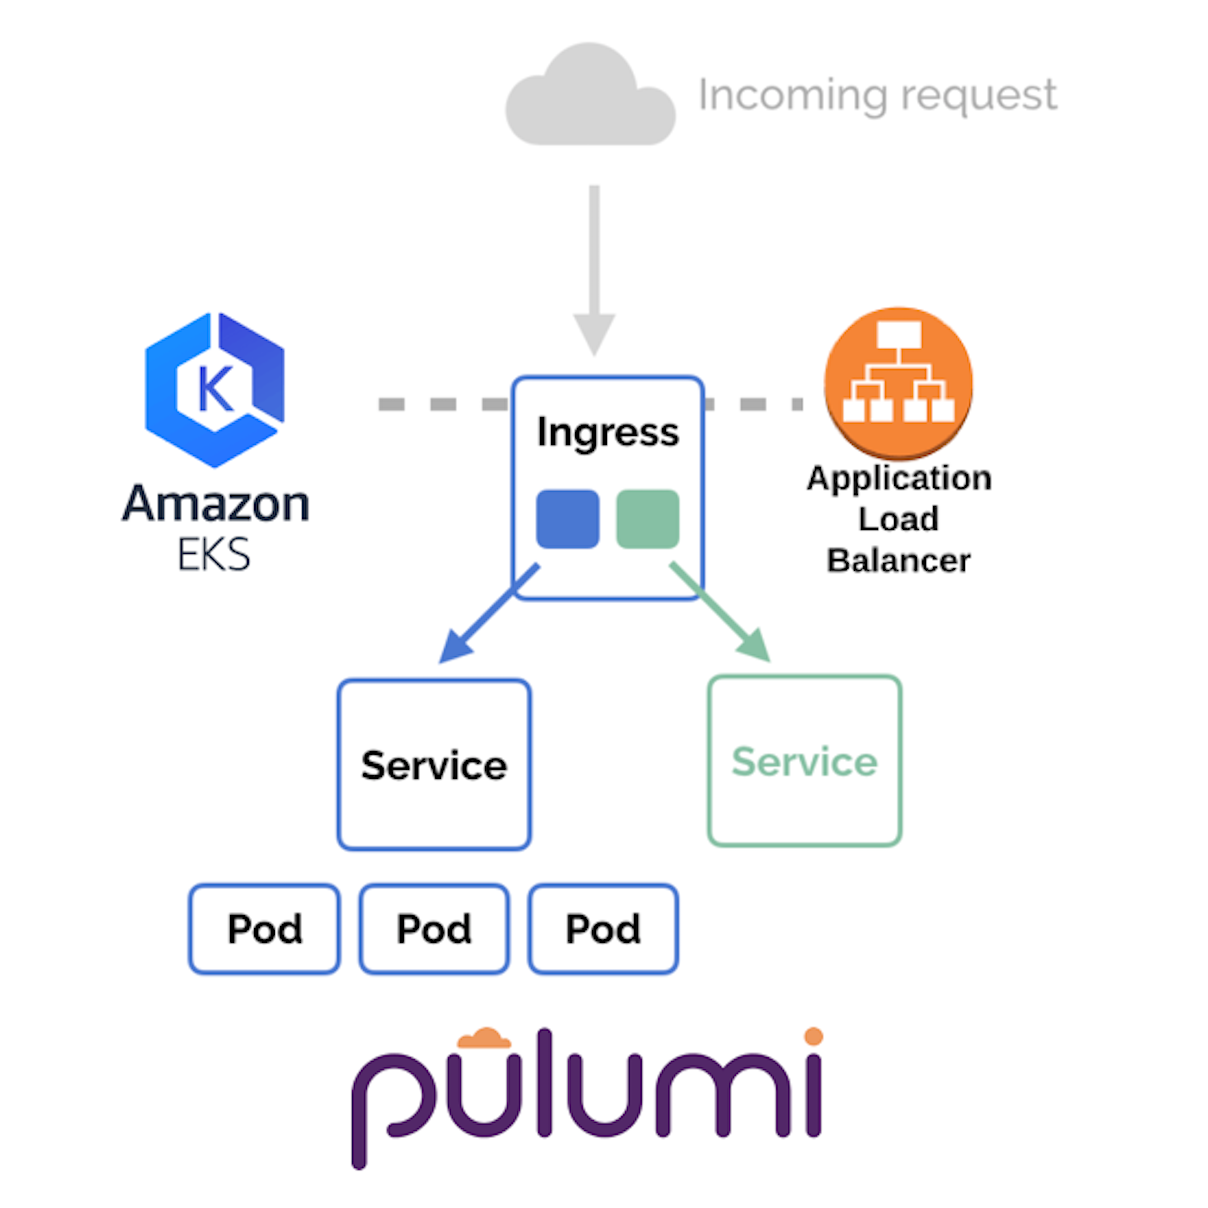 Incoming request
K
Amazon
EKS
Ingress
Application
Load
Balancer
Service
Service
Pod
Pod
Pod
pulumi